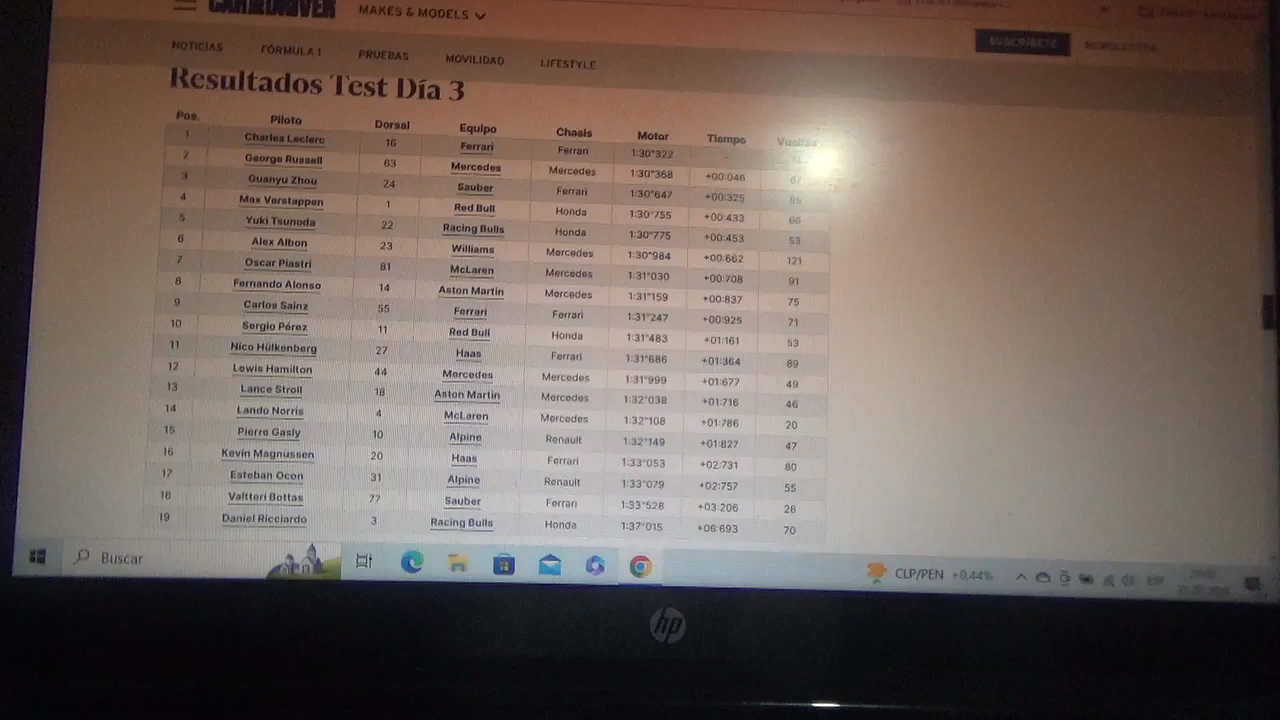 CAR AND DRIVER MAKES & MODELS
SUSCRÍBETE NEWSLETTER
NOTICIAS FÓRMULA 1 PRUEBAS MOVILIDAD LIFESTYLE
Resultados Test Día 3
Pos. Piloto Dorsal Equipo Chasis Motor Tiempo Vueltas
1 Charles Leclerc 16 Ferrari Ferrari 1:30"322 -
2 George Russell 63 Mercedes Mercedes 1:30"368 +00:046 67
3 Guanyu Zhou 24 Sauber Ferrari 1:30"647 +00:325 85
4 Max Verstappen 1 Red Bull Honda 1:30"755 +00:433 66
5 Yuki Tsunoda 22 Racing Bulls Honda 1:30"775 +00:453 53
6 Alex Albon 23 Williams Mercedes 1:30"984 +00:662 121
7 Oscar Piastri 81 McLaren Mercedes 1:31"030 +00:708 91
8 Fernando Alonso 14 Aston Martin Mercedes 1:31"159 +00:837 75
9 Carlos Sainz 55 Ferrari Ferrari 1:31"247 +00:925 71
10 Sergio Pérez 11 Red Bull Honda 1:31"483 +01:161 53
11 Nico Hülkenberg 27 Haas Ferrari 1:31"686 +01:364 89
12 Lewis Hamilton 44 Mercedes Mercedes 1:31"999 +01:677 49
13 Lance Stroll 18 Aston Martin Mercedes 1:32"038 +01:716 46
14 Lando Norris 4 McLaren Mercedes 1:32"108 +01:786 20
15 Pierre Gasly 10 Alpine Renault 1:32"149 +01:827 47
16 Kevin Magnussen 20 Haas Ferrari 1:33"053 +02:731 80
17 Esteban Ocon 31 Alpine Renault 1:33"079 +02:757 55
18 Valtteri Bottas 77 Sauber Ferrari 1:33"528 +03:206 28
19 Daniel Ricciardo 3 Racing Bulls Honda 1:37"015 +06:693 70
Buscar CLP/PEN +0,44% ESP
hp